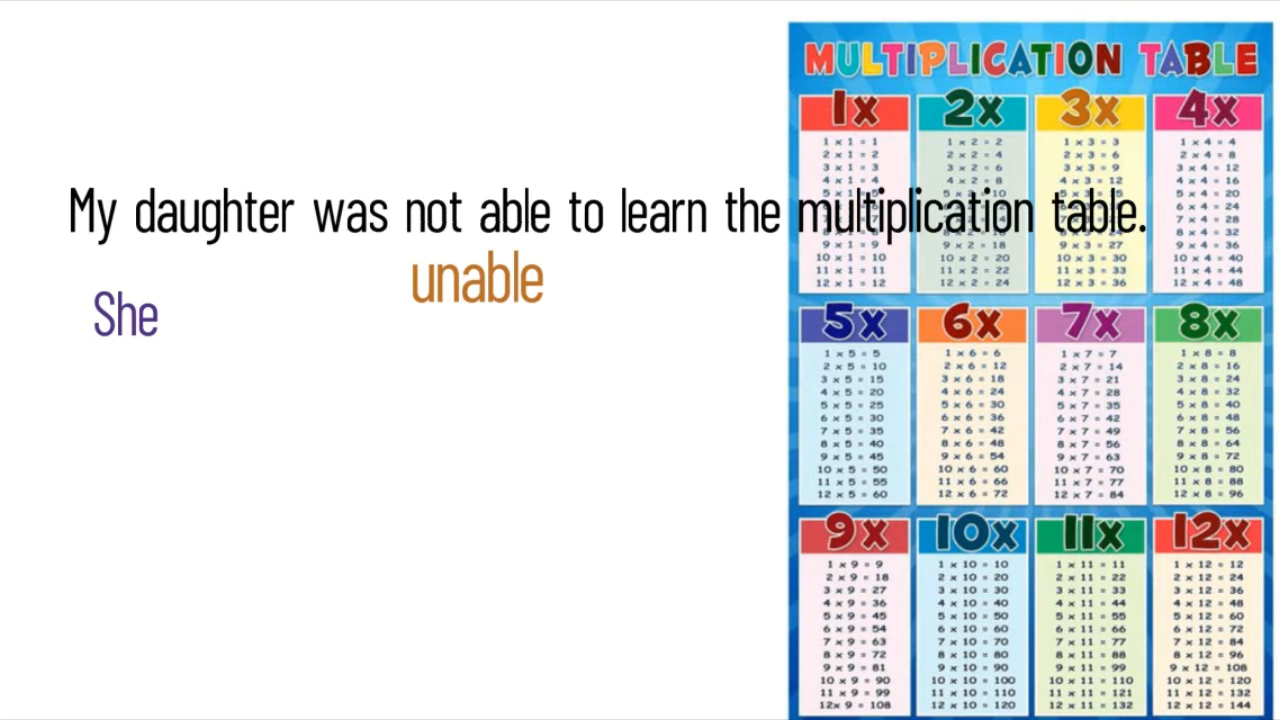 My daughter was not able to learn the multiplication table.
unable
She
MULTIPLICATION TABLE
1x
1 x 1 = 1
2 x 1 = 2
3 x 1 = 3
4 x 1 = 4
9 x 1 = 9
10 x 1 = 10
11 x 1 = 11
12 x 1 = 12
2x
1 x 2 = 2
2 x 2 = 4
3 x 2 = 6
4 x 2 = 8
9 x 2 = 18
10 x 2 = 20
11 x 2 = 22
12 x 2 = 24
3x
1 x 3 = 3
2 x 3 = 6
3 x 3 = 9
4 x 3 = 12
9 x 3 = 27
10 x 3 = 30
11 x 3 = 33
12 x 3 = 36
4x
1 x 4 = 4
2 x 4 = 8
3 x 4 = 12
4 x 4 = 16
5 x 4 = 20
6 x 4 = 24
7 x 4 = 28
8 x 4 = 32
9 x 4 = 36
10 x 4 = 40
11 x 4 = 44
12 x 4 = 48
5x
1 x 5 = 5
2 x 5 = 10
3 x 5 = 15
4 x 5 = 20
5 x 5 = 25
6 x 5 = 30
7 x 5 = 35
8 x 5 = 40
9 x 5 = 45
10 x 5 = 50
11 x 5 = 55
12 x 5 = 60
6x
1 x 6 = 6
2 x 6 = 12
3 x 6 = 18
4 x 6 = 24
5 x 6 = 30
6 x 6 = 36
7 x 6 = 42
8 x 6 = 48
9 x 6 = 54
10 x 6 = 60
11 x 6 = 66
12 x 6 = 72
7x
1 x 7 = 7
2 x 7 = 14
3 x 7 = 21
4 x 7 = 28
5 x 7 = 35
6 x 7 = 42
7 x 7 = 49
8 x 7 = 56
9 x 7 = 63
10 x 7 = 70
11 x 7 = 77
12 x 7 = 84
8x
1 x 8 = 8
2 x 8 = 16
3 x 8 = 24
4 x 8 = 32
5 x 8 = 40
6 x 8 = 48
7 x 8 = 56
8 x 8 = 64
9 x 8 = 72
10 x 8 = 80
11 x 8 = 88
12 x 8 = 96
9x
1 x 9 = 9
2 x 9 = 18
3 x 9 = 27
4 x 9 = 36
5 x 9 = 45
6 x 9 = 54
7 x 9 = 63
8 x 9 = 72
9 x 9 = 81
10 x 9 = 90
11 x 9 = 99
12x 9 = 108
10x
1 x 10 = 10
2 x 10 = 20
3 x 10 = 30
4 x 10 = 40
5 x 10 = 50
6 x 10 = 60
7 x 10 = 70
8 x 10 = 80
9 x 10 = 90
10 x 10 = 100
11 x 10 = 110
12 x 10 = 120
11x
1 x 11 = 11
2 x 11 = 22
3 x 11 = 33
4 x 11 = 44
5 x 11 = 55
6 x 11 = 66
7 x 11 = 77
8 x 11 = 88
9 x 11 = 99
10 x 11 = 110
11 x 11 = 121
12 x 11 = 132
12x
1 x 12 = 12
2 x 12 = 24
3 x 12 = 36
4 x 12 = 48
5 x 12 = 60
6 x 12 = 72
7 x 12 = 84
8 x 12 = 96
9 x 12 = 108
10 x 12 = 120
11 x 12 = 132
12 x 12 = 144